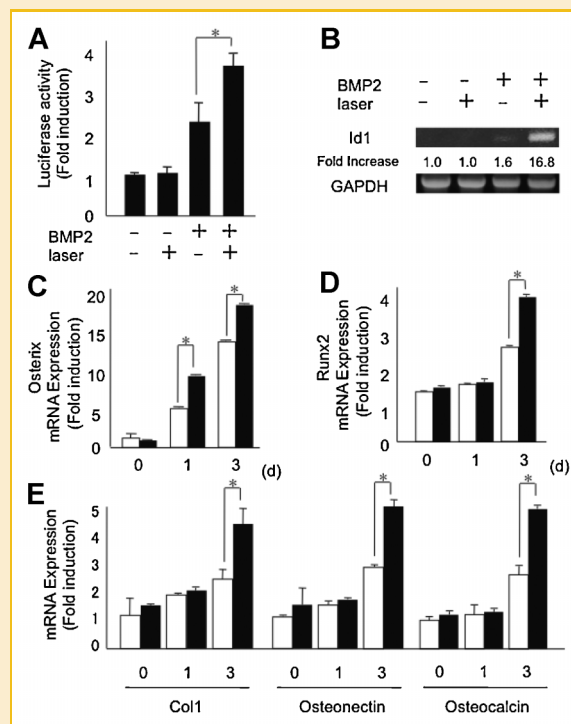 A
Luciferase activity
(Fold induction)
4
3
2
1
0
*
BMP2 - - + +
laser - + - +
B
BMP2 - - + +
laser - + - +
Id1
Fold Increase 1.0 1.0 1.6 16.8
GAPDH
C
Osterix
mRNA Expression
(Fold induction)
20
15
10
5
0
*
*
0 1 3 (d)
D
Runx2
mRNA Expression
(Fold induction)
4
3
2
1
0
*
0 1 3 (d)
E
mRNA Expression
(Fold induction)
5
4
3
2
1
0
*
*
*
0 1 3 0 1 3 0 1 3
Col1 Osteonectin Osteocalcin